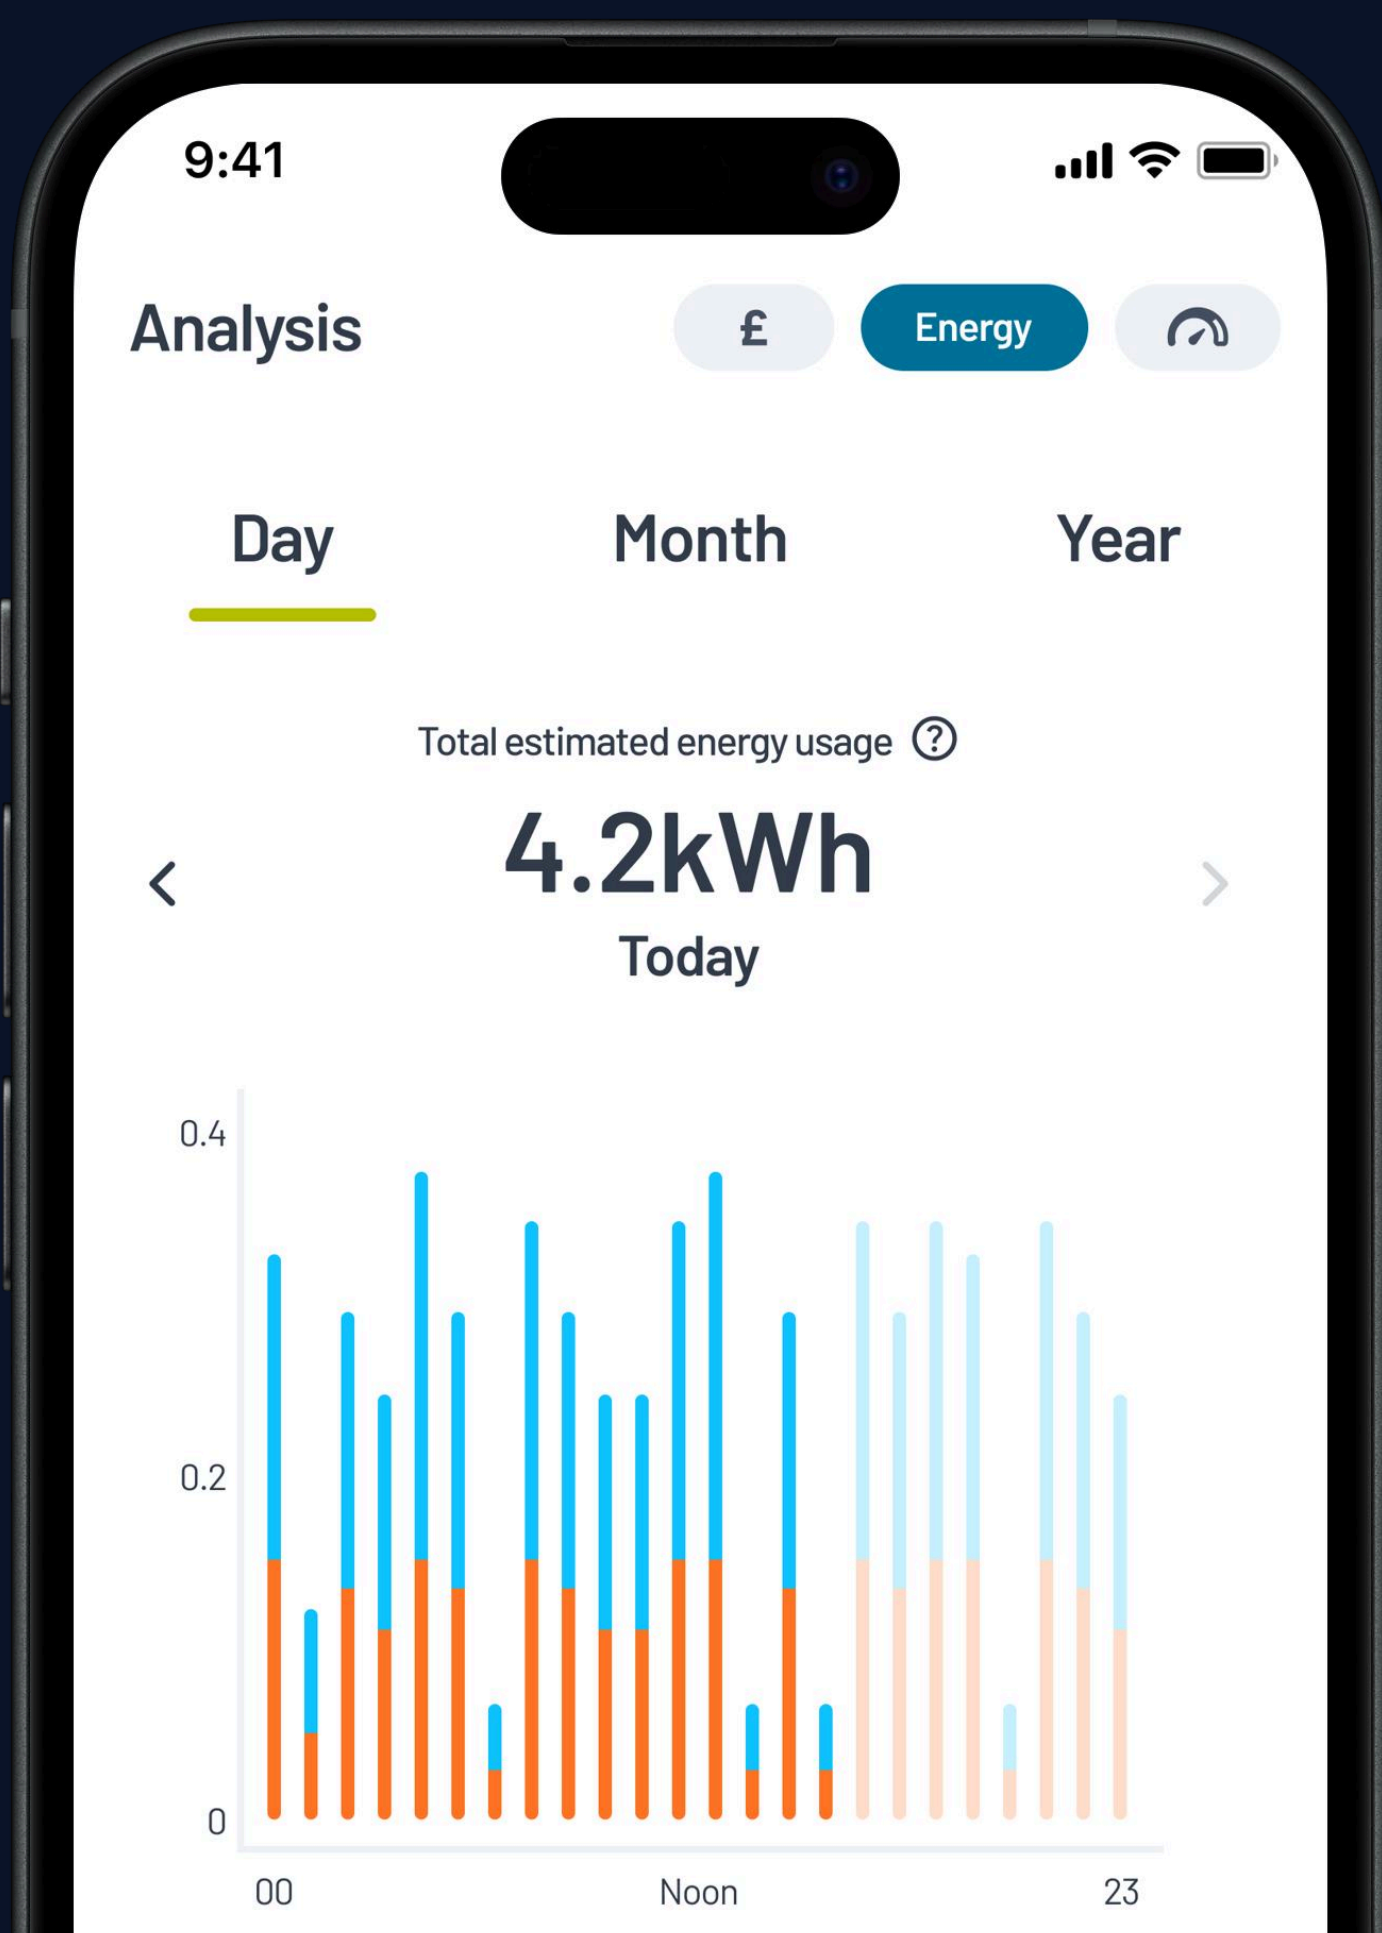 9:41
Analysis £ Energy
Day Month Year
Total estimated energy usage ?
4.2kWh
Today
0.4
0.2
0
00 Noon 23